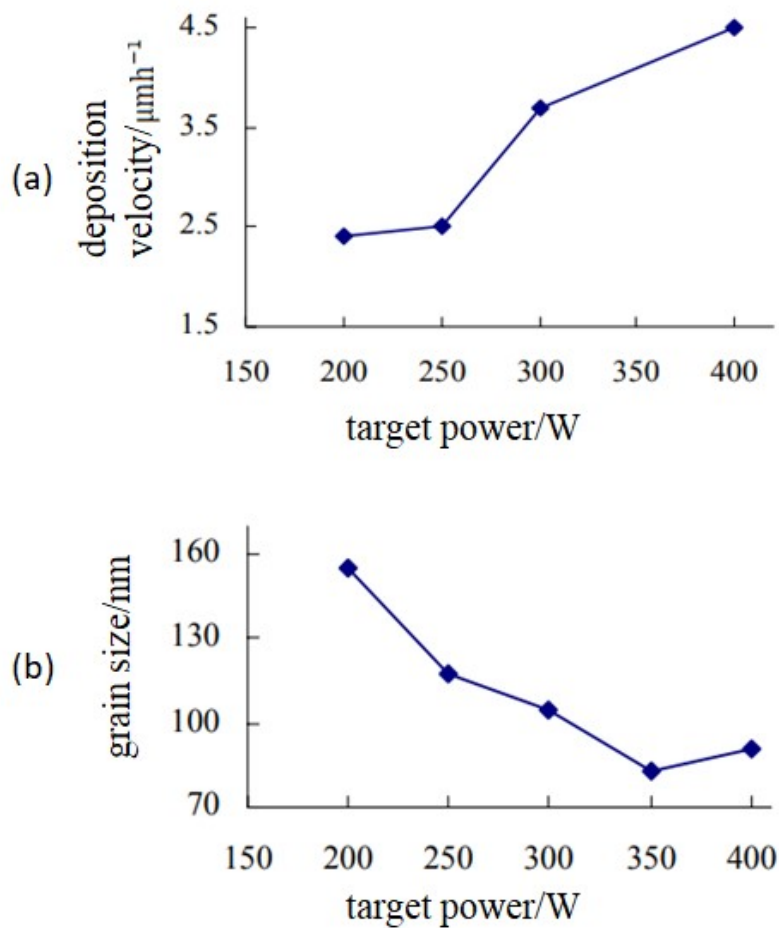 (a)
deposition
velocity/μmh⁻¹
4.5
3.5
2.5
1.5
150 200 250 300 350 400
target power/W
(b)
grain size/nm
160
130
100
70
150 200 250 300 350 400
target power/W